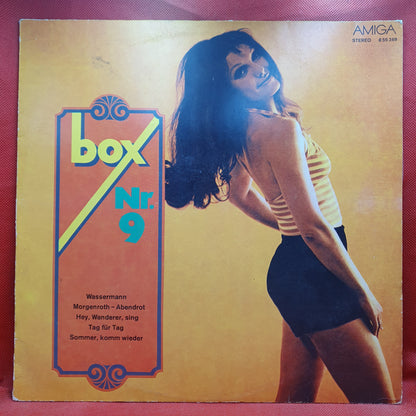 AMIGA
STEREO 8 55 369
box
Nr.
9
Wassermann
Morgenroth – Abendrot
Hey, Wanderer, sing
Tag für Tag
Sommer, komm wieder